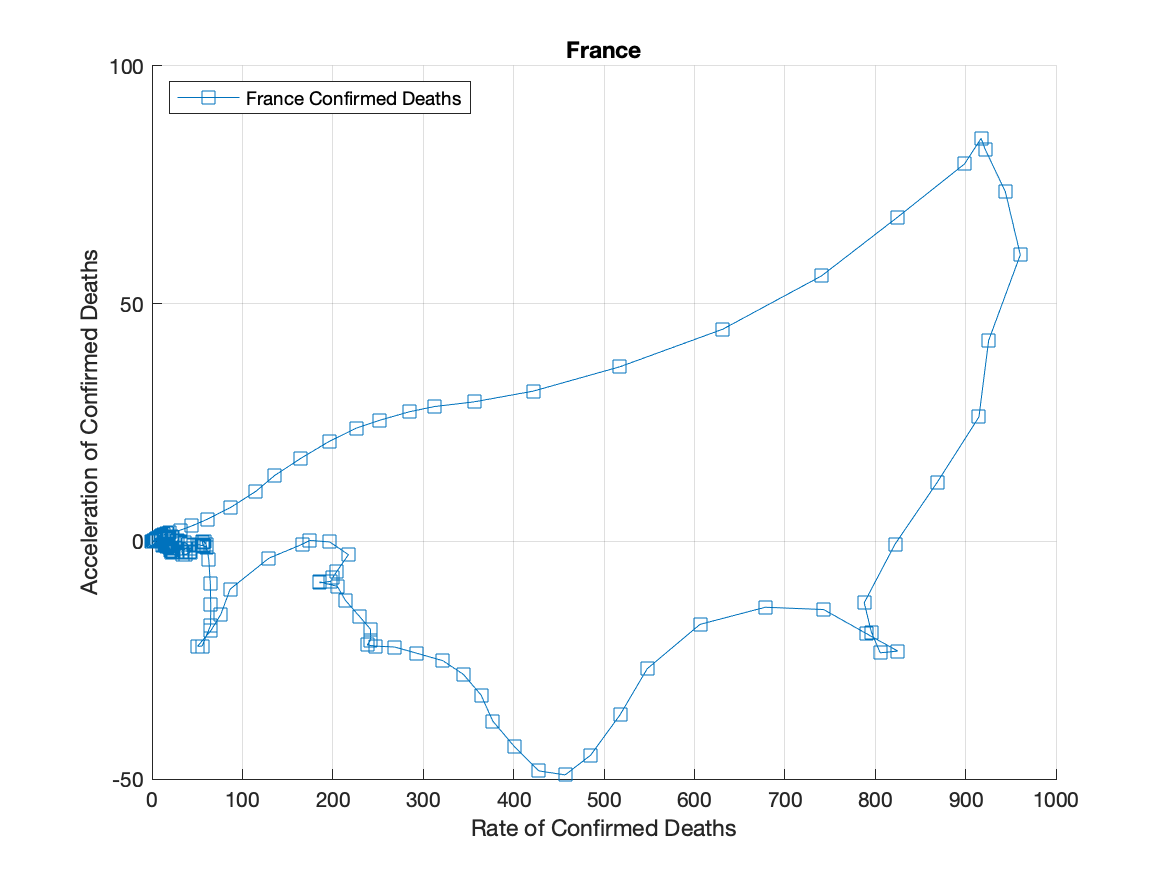 France
100
France Confirmed Deaths
50
0
-50
Acceleration of Confirmed Deaths
0 100 200 300 400 500 600 700 800 900 1000
Rate of Confirmed Deaths